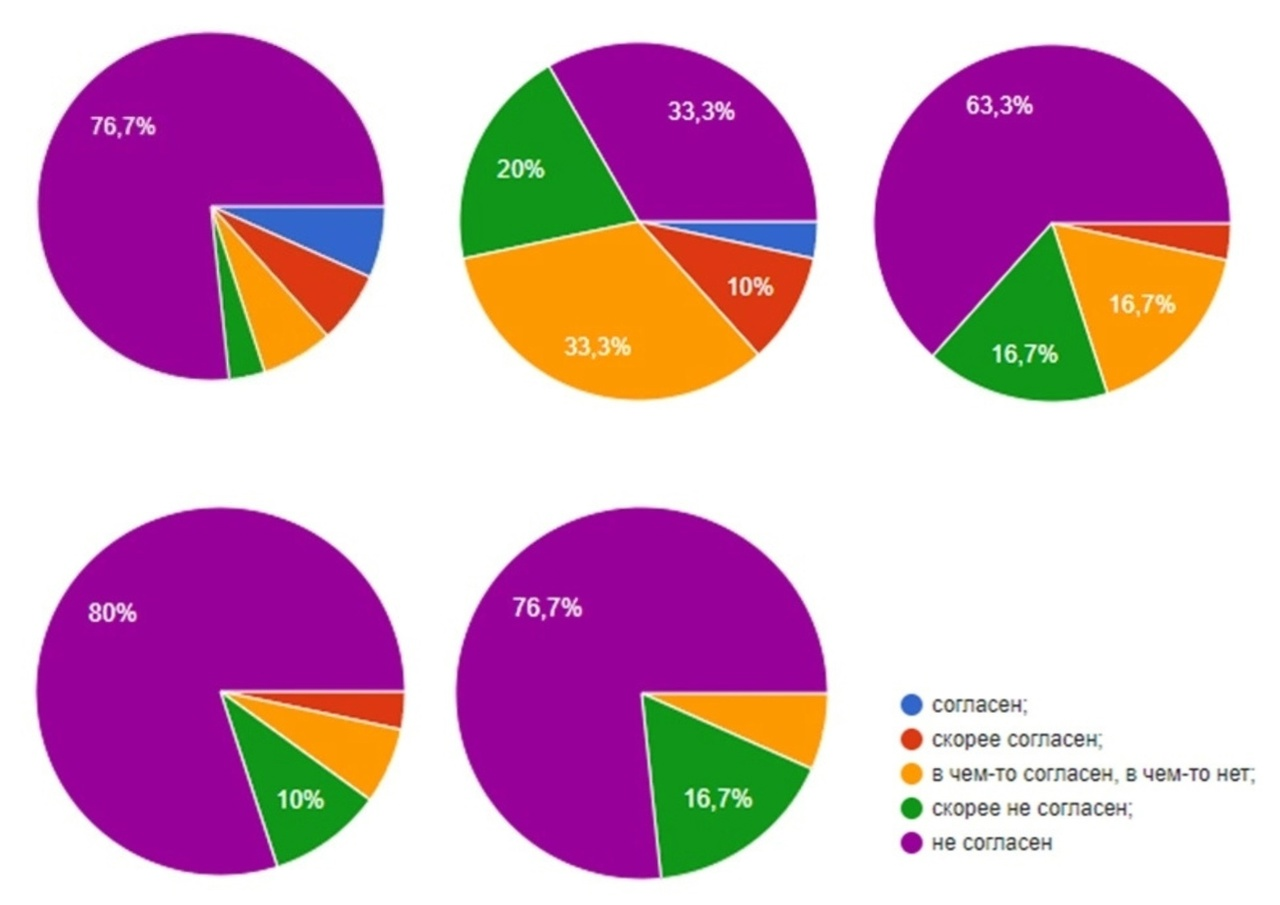 76,7%
33,3%
20%
10%
33,3%
63,3%
16,7%
16,7%
80%
10%
76,7%
16,7%
согласен;
скорее согласен;
в чем-то согласен, в чем-то нет;
скорее не согласен;
не согласен